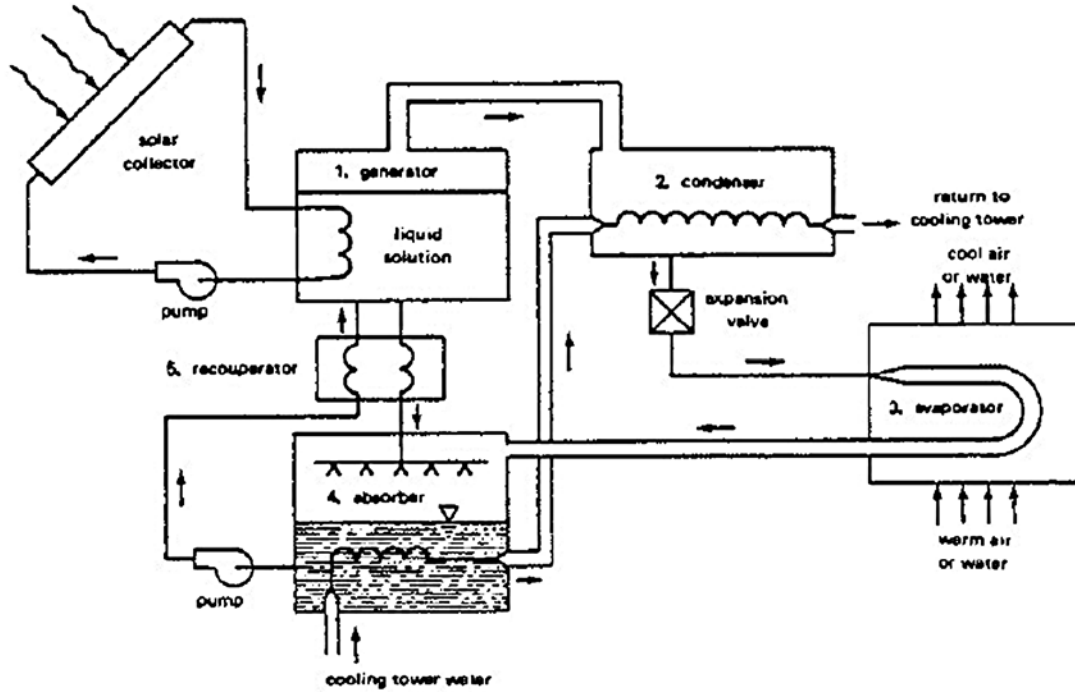 solar
collector
1. generator
2. condenser
return to
cooling tower
liquid
solution
cool air
or water
pump
expansion
valve
5. recouperator
3. evaporator
4. absorber
warm air
or water
pump
cooling tower water